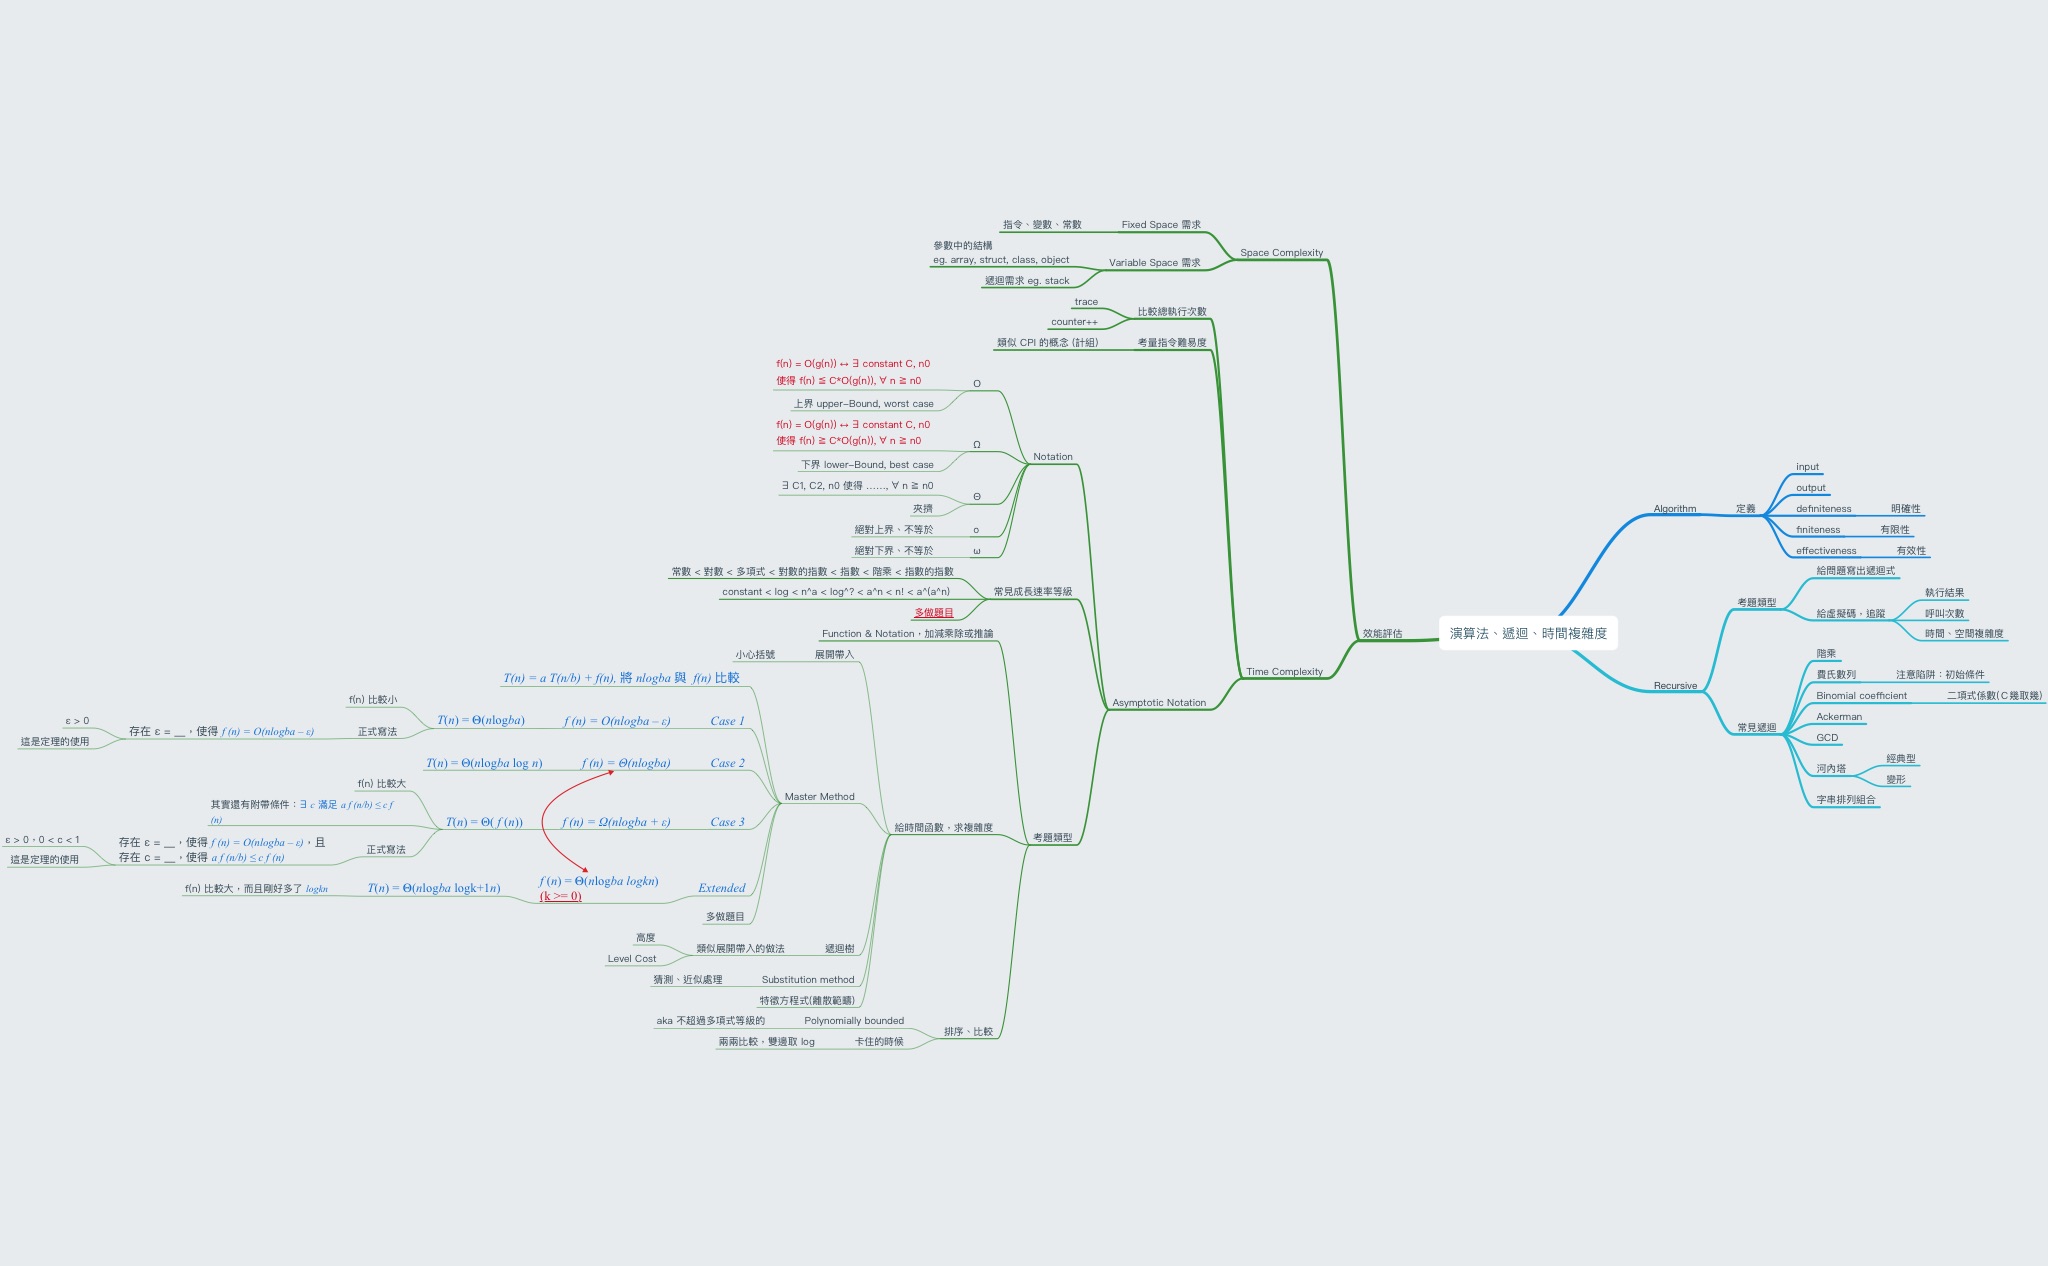 演算法、遞迴、時間複雜度
Algorithm
定義
input
output
definiteness
明確性
finiteness
有限性
effectiveness
有效性
Recursive
考題類型
給問題寫出遞迴式
給虛擬碼，追蹤
執行結果
呼叫次數
時間、空間複雜度
常見遞迴
階乘
費氏數列
注意陷阱：初始條件
Binomial coefficient
二項式係數(C 幾取幾)
Ackerman
GCD
河內塔
經典型
變形
字串排列組合
效能評估
Space Complexity
Fixed Space 需求
指令、變數、常數
Variable Space 需求
參數中的結構
eg. array, struct, class, object
遞迴需求 eg. stack
Time Complexity
比較總執行次數
trace
counter++
考量指令難易度
類似 CPI 的概念 (計組)
Asymptotic Notation
Notation
O
f(n) = O(g(n)) ↔ ∃ constant C, n0
使得 f(n) ≦ C*O(g(n)), ∀ n ≧ n0
上界 upper-Bound, worst case
Ω
f(n) = O(g(n)) ↔ ∃ constant C, n0
使得 f(n) ≧ C*O(g(n)), ∀ n ≧ n0
下界 lower-Bound, best case
Θ
∃ C1, C2, n0 使得 ……, ∀ n ≧ n0
夾擠
o
絕對上界、不等於
ω
絕對下界、不等於
常見成長速率等級
常數 < 對數 < 多項式 < 對數的指數 < 指數 < 階乘 < 指數的指數
constant < log < n^a < log^? < a^n < n! < a^(a^n)
多做題目
考題類型
Function & Notation，加減乘除或推論
給時間函數，求複雜度
展開帶入
小心括號
Master Method
T(n) = a T(n/b) + f(n), 將 nlogba 與 f(n) 比較
Case 1
f (n) = O(nlogba – ε)
T(n) = Θ(nlogba)
f(n) 比較小
正式寫法
存在 ε = __，使得 f (n) = O(nlogba – ε)
ε > 0
這是定理的使用
Case 2
f (n) = Θ(nlogba)
T(n) = Θ(nlogba log n)
Case 3
f (n) = Ω(nlogba + ε)
T(n) = Θ( f (n))
f(n) 比較大
其實還有附帶條件：∃ c 滿足 a f (n/b) ≤ c f
(n)
正式寫法
存在 ε = __，使得 f (n) = O(nlogba – ε)，且
存在 c = __，使得 a f (n/b) ≤ c f (n)
ε > 0，0 < c < 1
這是定理的使用
Extended
f (n) = Θ(nlogba logkn)
(k >= 0)
T(n) = Θ(nlogba logk+1n)
f(n) 比較大，而且剛好多了 logkn
多做題目
遞迴樹
類似展開帶入的做法
高度
Level Cost
Substitution method
猜測、近似處理
特徵方程式(離散範疇)
排序、比較
Polynomially bounded
aka 不超過多項式等級的
卡住的時候
兩兩比較，雙邊取 log